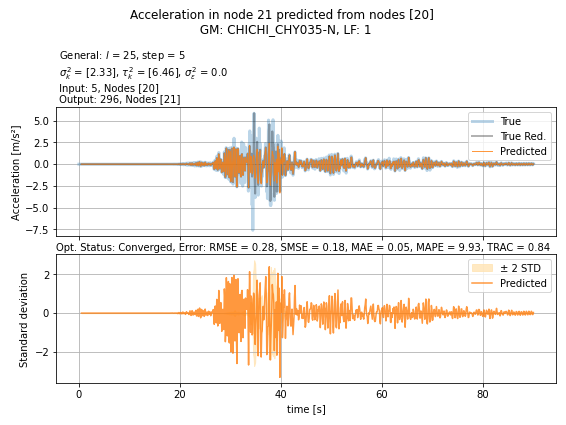 Acceleration in node 21 predicted from nodes [20]
GM: CHICHI_CHY035-N, LF: 1
General: l = 25, step = 5
σ²ₖ = [2.33], τ²ₖ = [6.46], σ²ε = 0.0
Input: 5, Nodes [20]
Output: 296, Nodes [21]
Acceleration [m/s²]
5.0
2.5
0.0
−2.5
−5.0
−7.5
True
True Red.
Predicted
Opt. Status: Converged, Error: RMSE = 0.28, SMSE = 0.18, MAE = 0.05, MAPE = 9.93, TRAC = 0.84
Standard deviation
2
0
−2
± 2 STD
Predicted
0 20 40 60 80
time [s]